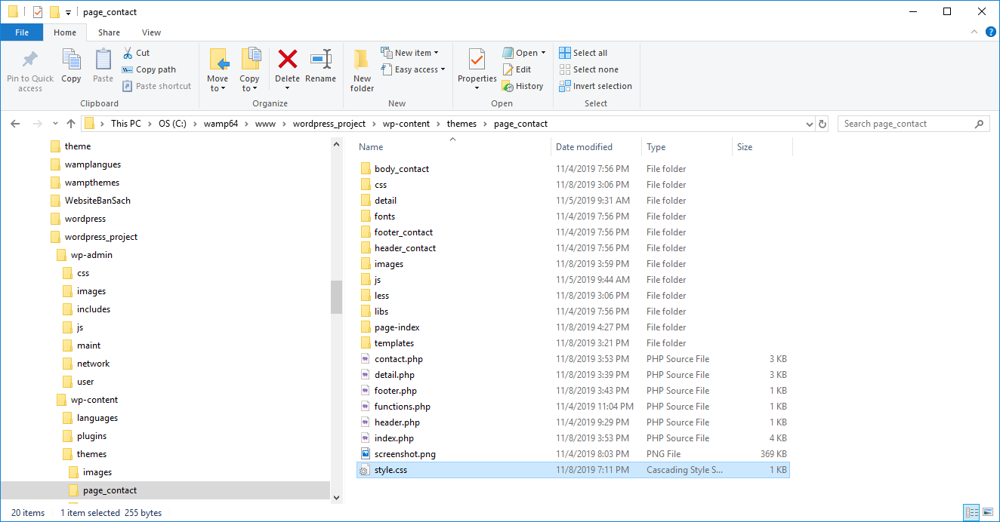 page_contact
File Home Share View
Pin to Quick access
Copy
Paste
Cut
Copy path
Paste shortcut
Clipboard
Move to
Copy to
Delete
Rename
Organize
New folder
New item
Easy access
New
Properties
Open
Edit
History
Open
Select all
Select none
Invert selection
Select
This PC > OS (C:) > wamp64 > www > wordpress_project > wp-content > themes > page_contact
Search page_contact
theme
wamplangues
wampthemes
WebsiteBanSach
wordpress
wordpress_project
wp-admin
css
images
includes
js
maint
network
user
wp-content
languages
plugins
themes
images
page_contact
Name Date modified Type Size
body_contact 11/4/2019 7:56 PM File folder
css 11/8/2019 3:06 PM File folder
detail 11/5/2019 9:31 AM File folder
fonts 11/4/2019 7:56 PM File folder
footer_contact 11/4/2019 7:56 PM File folder
header_contact 11/4/2019 7:56 PM File folder
images 11/8/2019 3:59 PM File folder
js 11/5/2019 9:44 AM File folder
less 11/8/2019 3:06 PM File folder
libs 11/4/2019 7:56 PM File folder
page-index 11/8/2019 4:27 PM File folder
templates 11/8/2019 3:21 PM File folder
contact.php 11/8/2019 3:53 PM PHP Source File 3 KB
detail.php 11/8/2019 3:39 PM PHP Source File 3 KB
footer.php 11/8/2019 3:43 PM PHP Source File 1 KB
functions.php 11/4/2019 11:04 PM PHP Source File 1 KB
header.php 11/4/2019 9:29 PM PHP Source File 1 KB
index.php 11/8/2019 3:53 PM PHP Source File 4 KB
screenshot.png 11/4/2019 8:03 PM PNG File 369 KB
style.css 11/8/2019 7:11 PM Cascading Style S... 1 KB
20 items 1 item selected 255 bytes